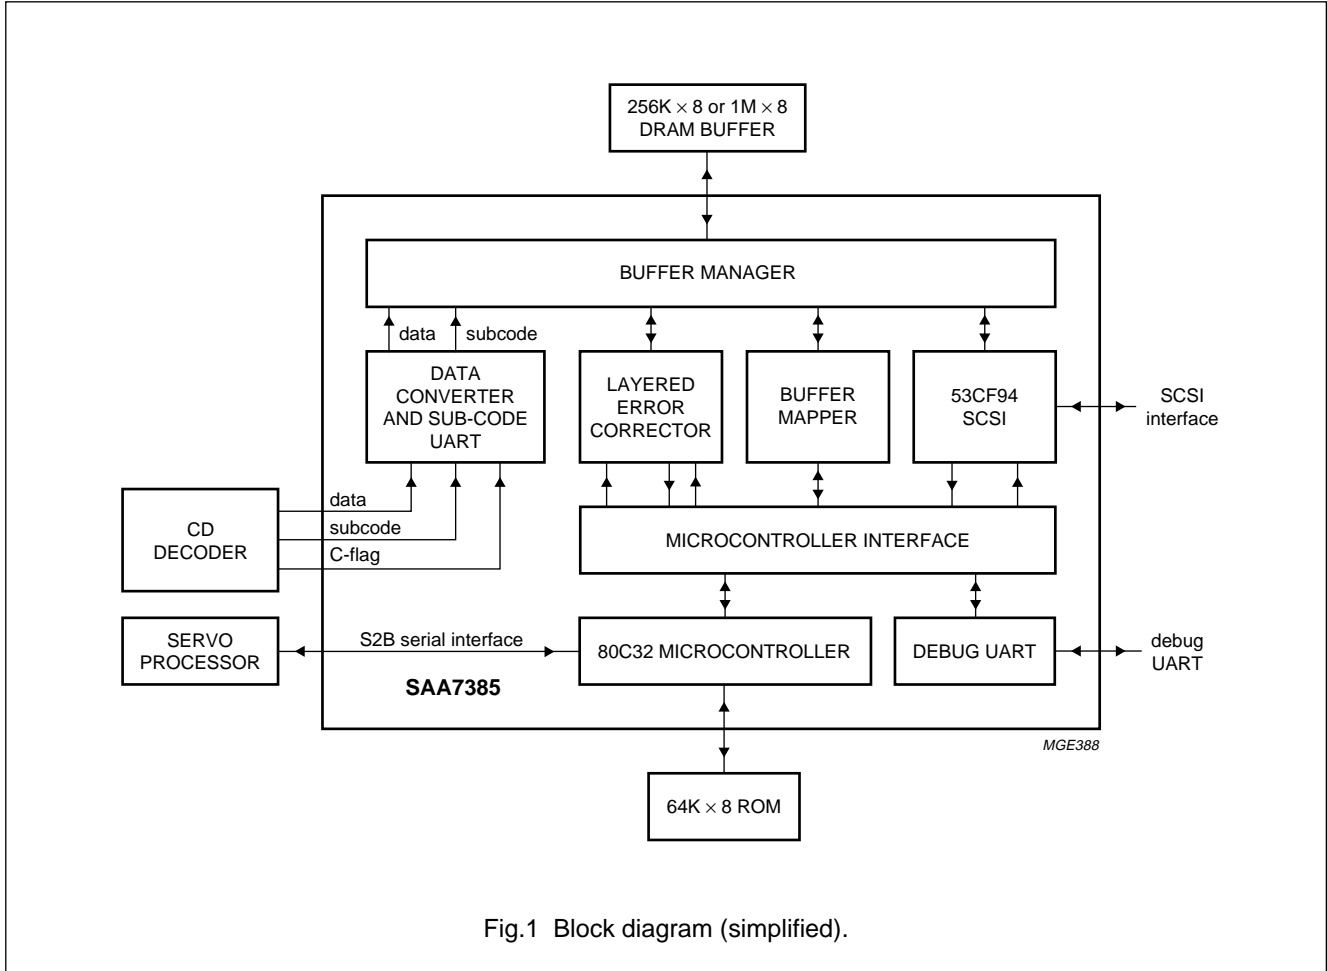 256K × 8 or 1M × 8
DRAM BUFFER
BUFFER MANAGER
data
subcode
DATA
CONVERTER
AND SUB-CODE
UART
LAYERED
ERROR
CORRECTOR
BUFFER
MAPPER
53CF94
SCSI
SCSI
interface
CD
DECODER
data
subcode
C-flag
MICROCONTROLLER INTERFACE
SERVO
PROCESSOR
S2B serial interface
80C32 MICROCONTROLLER
DEBUG UART
debug
UART
SAA7385
MGE388
64K × 8 ROM
Fig.1 Block diagram (simplified).